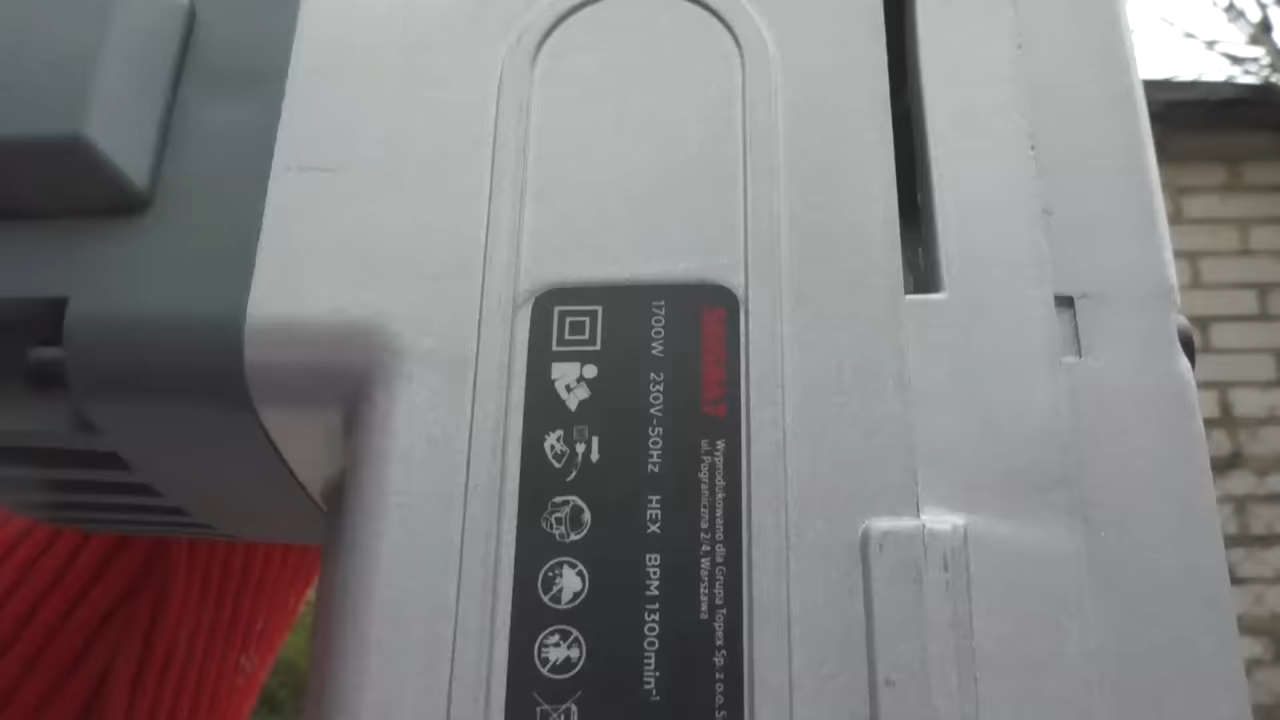 Wyprodukowano dla Grupa Topex Sp. z o.o. S
ul. Pograniczna 2/4, Warszawa
1700W 230V-50Hz HEX BPM 1300min⁻¹